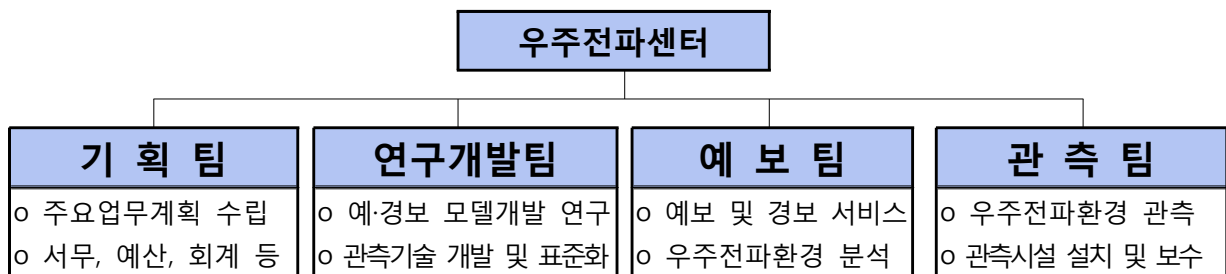 우주전파센터
기 획 팀
o 주요업무계획 수립
o 서무, 예산, 회계 등
연구개발팀
o 예·경보 모델개발 연구
o 관측기술 개발 및 표준화
예 보 팀
o 예보 및 경보 서비스
o 우주전파환경 분석
관 측 팀
o 우주전파환경 관측
o 관측시설 설치 및 보수